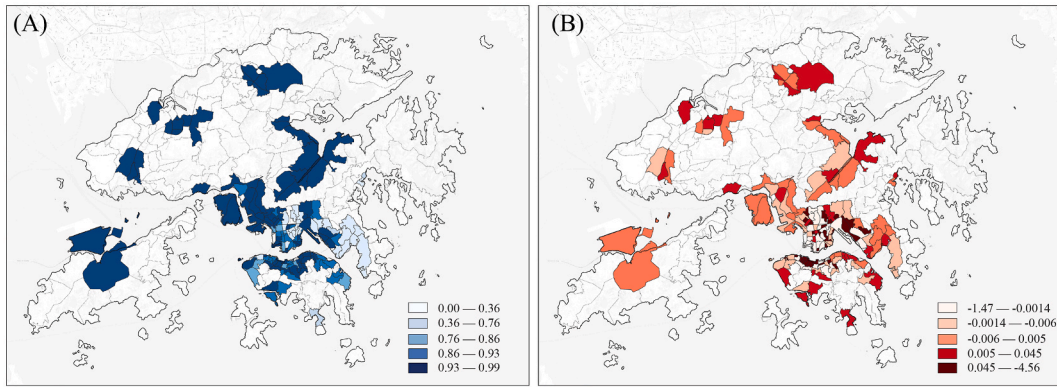 (A)
0.00 — 0.36
0.36 — 0.76
0.76 — 0.86
0.86 — 0.93
0.93 — 0.99
(B)
-1.47 — -0.0014
-0.0014 — -0.006
-0.006 — 0.005
0.005 — 0.045
0.045 — -4.56